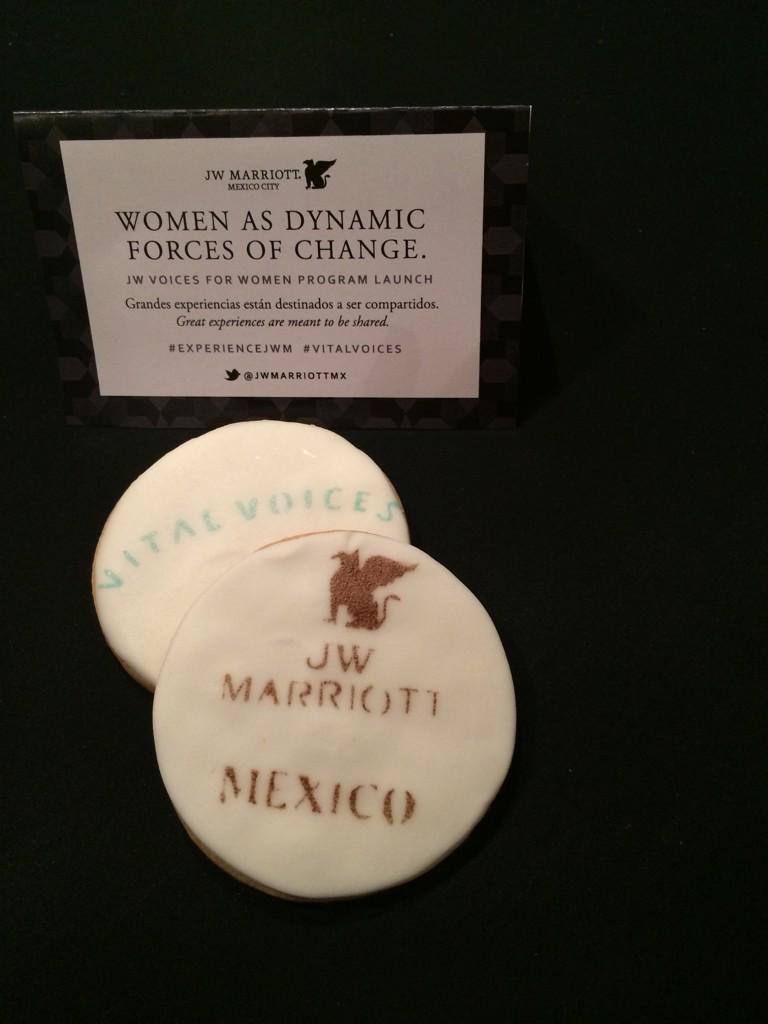 JW MARRIOTT.
MEXICO CITY
WOMEN AS DYNAMIC
FORCES OF CHANGE.
JW VOICES FOR WOMEN PROGRAM LAUNCH
Grandes experiencias están destinados a ser compartidos.
Great experiences are meant to be shared.
#EXPERIENCEJWM #VITALVOICES
@JWMARRIOTTMX
VITAL VOICES
JW
MARRIOTT
MEXICO